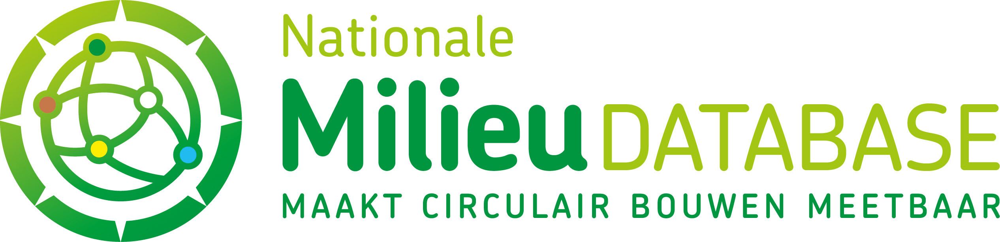 Nationale
MilieuDATABASE
MAAKT CIRCULAIR BOUWEN MEETBAAR